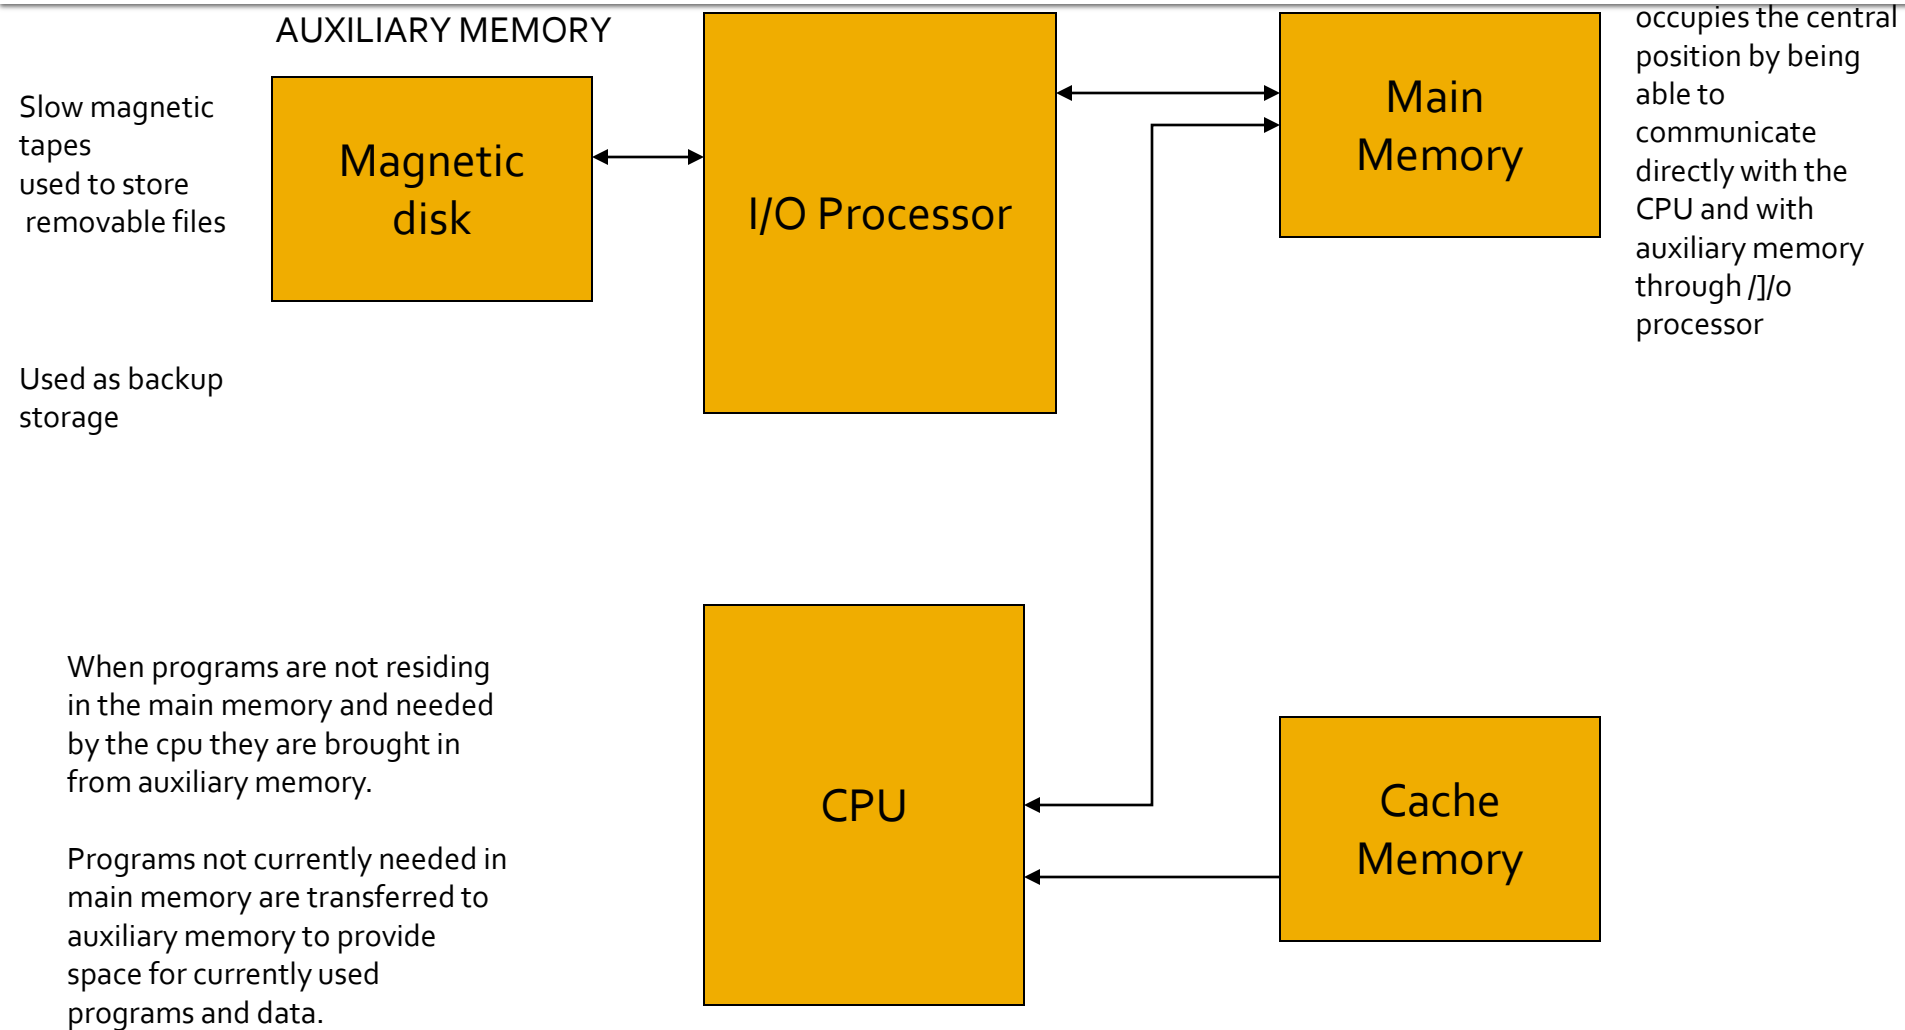 AUXILIARY MEMORY
Slow magnetic
tapes
used to store
removable files
Used as backup
storage
Magnetic
disk
I/O Processor
Main
Memory
occupies the central
position by being
able to
communicate
directly with the
CPU and with
auxiliary memory
through /]/o
processor
When programs are not residing
in the main memory and needed
by the cpu they are brought in
from auxiliary memory.
Programs not currently needed in
main memory are transferred to
auxiliary memory to provide
space for currently used
programs and data.
CPU
Cache
Memory